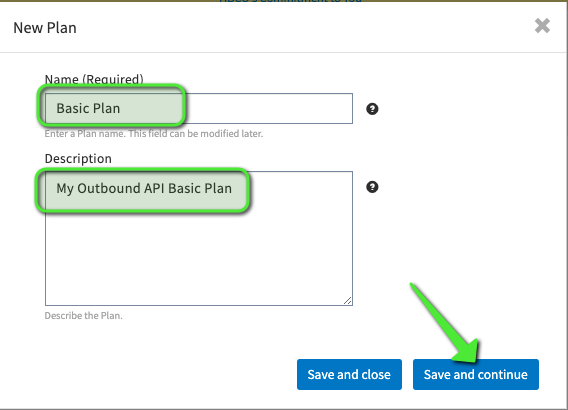 New Plan
Name (Required)
Basic Plan
Enter a Plan name. This field can be modified later.
Description
My Outbound API Basic Plan
Describe the Plan.
Save and close
Save and continue